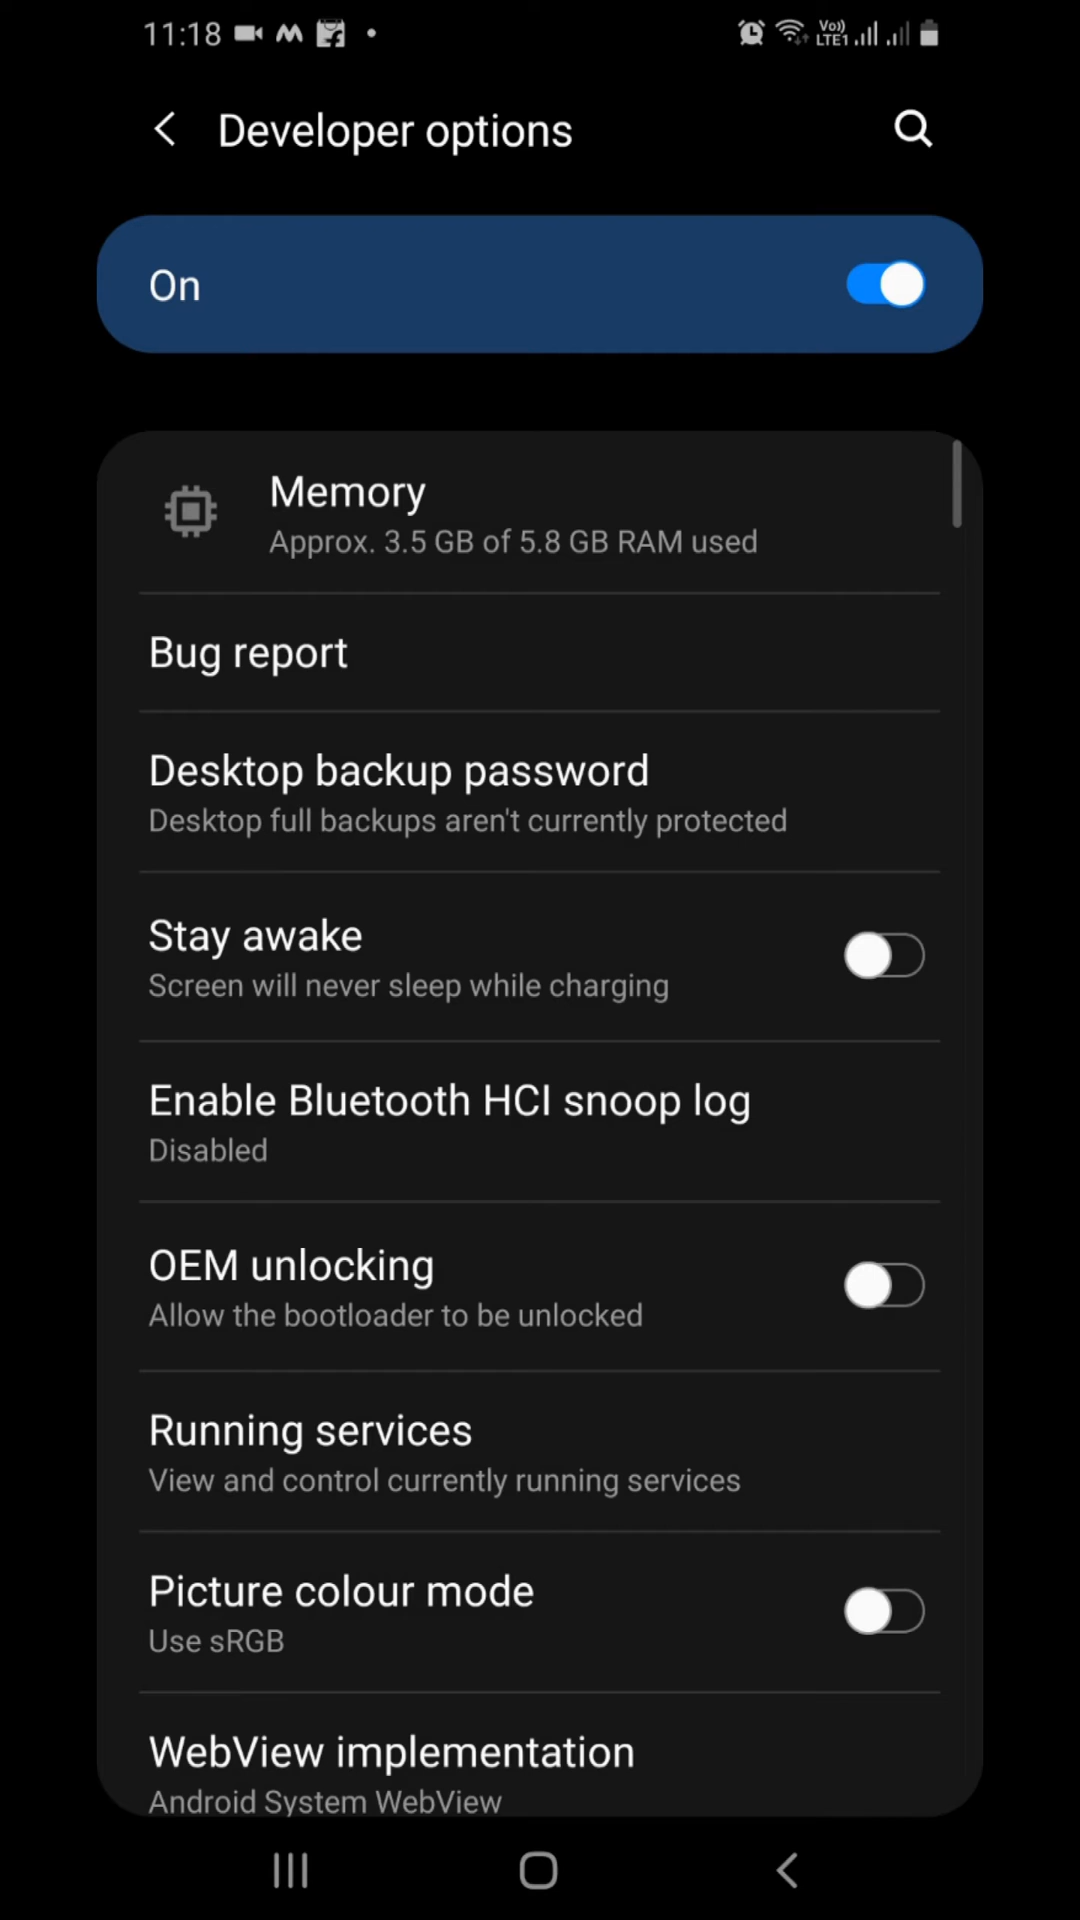 11:18
Vo))
LTE1
Developer options
On
Memory
Approx. 3.5 GB of 5.8 GB RAM used
Bug report
Desktop backup password
Desktop full backups aren't currently protected
Stay awake
Screen will never sleep while charging
Enable Bluetooth HCI snoop log
Disabled
OEM unlocking
Allow the bootloader to be unlocked
Running services
View and control currently running services
Picture colour mode
Use sRGB
WebView implementation
Android System WebView